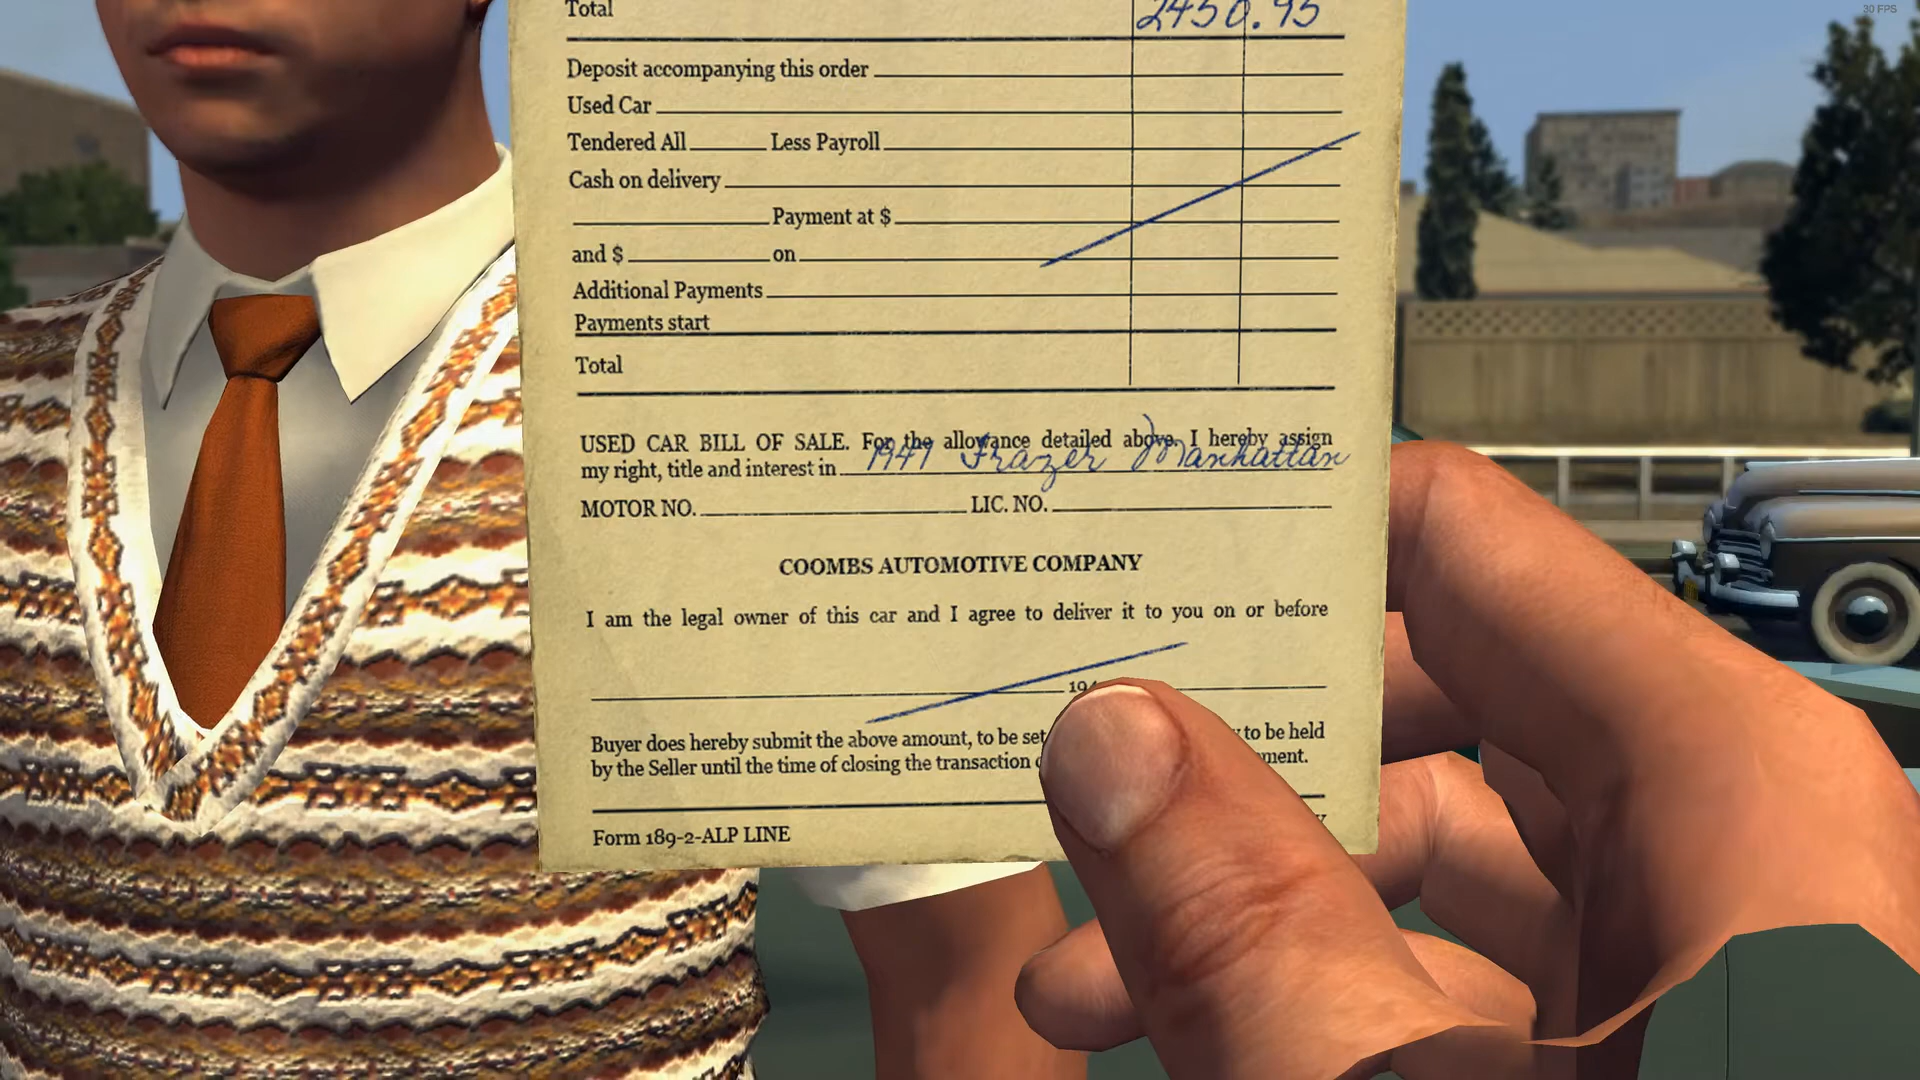 30 FPS
Total 2450.95
Deposit accompanying this order
Used Car
Tendered All Less Payroll
Cash on delivery
Payment at $
and $ on
Additional Payments
Payments start
Total
USED CAR BILL OF SALE. For the allowance detailed above, I hereby assign
my right, title and interest in 1947 Frazer Manhattan
MOTOR NO. LIC. NO.
COOMBS AUTOMOTIVE COMPANY
I am the legal owner of this car and I agree to deliver it to you on or before
194
Buyer does hereby submit the above amount, to be set to be held
by the Seller until the time of closing the transaction
Form 189-2-ALP LINE